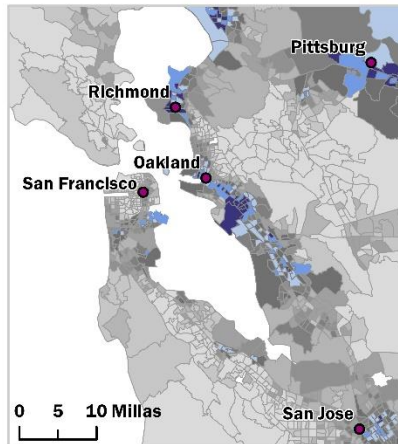 Pittsburg
Richmond
Oakland
San Francisco
0 5 10 Millas
San Jose